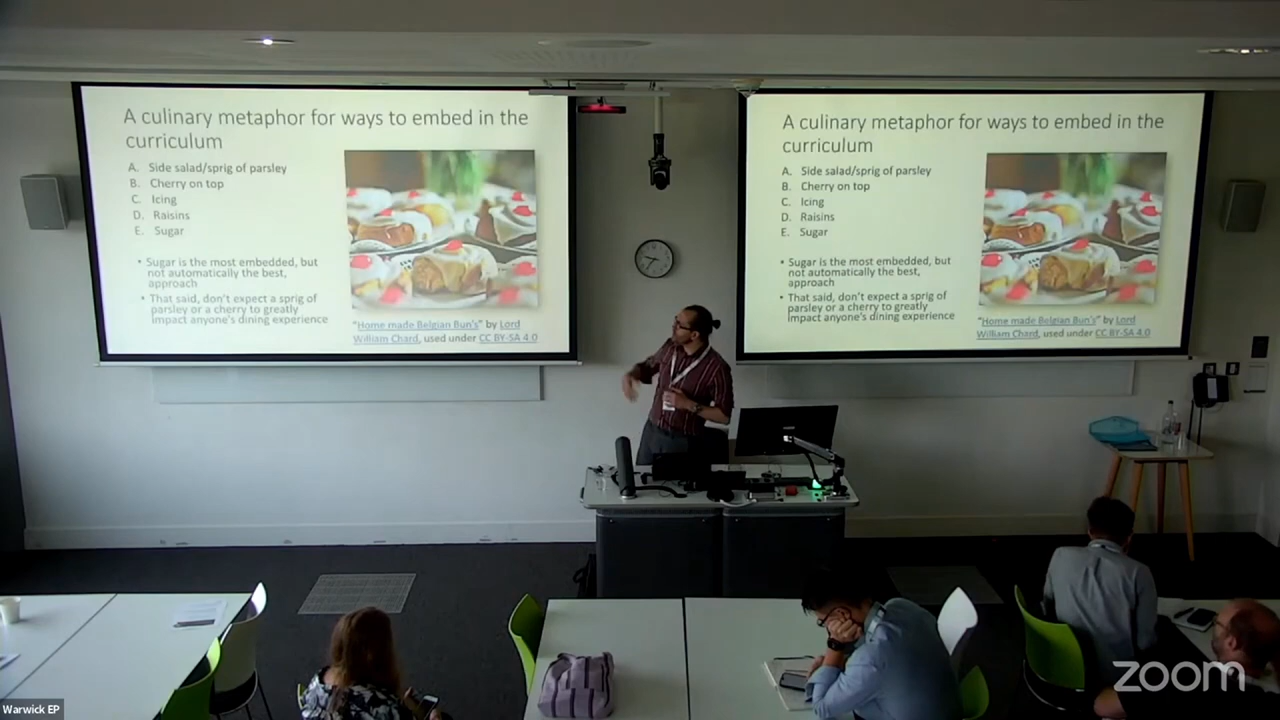 A culinary metaphor for ways to embed in the
curriculum
A. Side salad/sprig of parsley
B. Cherry on top
C. Icing
D. Raisins
E. Sugar
• Sugar is the most embedded, but
not automatically the best,
approach
• That said, don't expect a sprig of
parsley or a cherry to greatly
impact anyone's dining experience
"Home made Belgian Bun's" by Lord
William Chard, used under CC BY-SA 4.0
A culinary metaphor for ways to embed in the
curriculum
A. Side salad/sprig of parsley
B. Cherry on top
C. Icing
D. Raisins
E. Sugar
• Sugar is the most embedded, but
not automatically the best,
approach
• That said, don't expect a sprig of
parsley or a cherry to greatly
impact anyone's dining experience
"Home made Belgian Bun's" by Lord
William Chard, used under CC BY-SA 4.0
zoom
Warwick EP